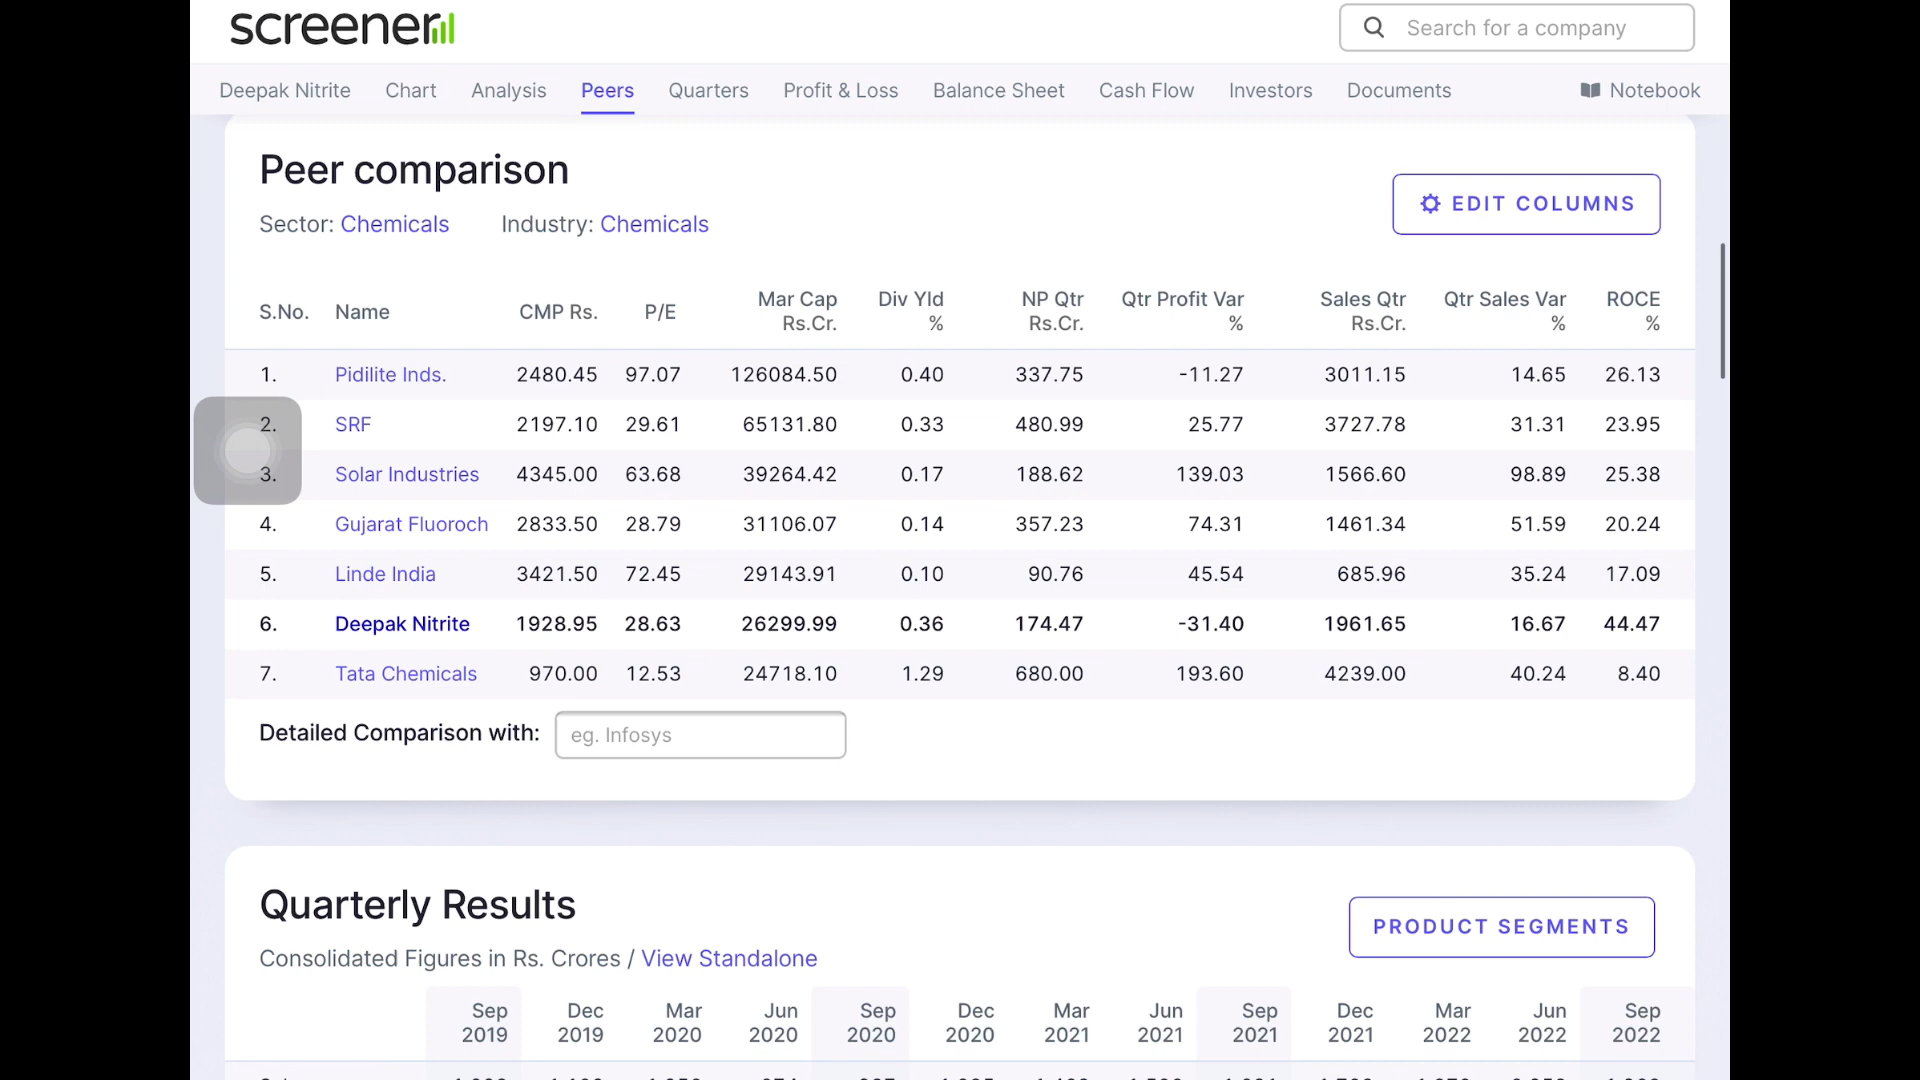 screener
Search for a company
Deepak Nitrite Chart Analysis Peers Quarters Profit & Loss Balance Sheet Cash Flow Investors Documents Notebook
Peer comparison
EDIT COLUMNS
Sector: Chemicals Industry: Chemicals
S.No. Name CMP Rs. P/E Mar Cap Rs.Cr. Div Yld % NP Qtr Rs.Cr. Qtr Profit Var % Sales Qtr Rs.Cr. Qtr Sales Var % ROCE %
1. Pidilite Inds. 2480.45 97.07 126084.50 0.40 337.75 -11.27 3011.15 14.65 26.13
2. SRF 2197.10 29.61 65131.80 0.33 480.99 25.77 3727.78 31.31 23.95
3. Solar Industries 4345.00 63.68 39264.42 0.17 188.62 139.03 1566.60 98.89 25.38
4. Gujarat Fluoroch 2833.50 28.79 31106.07 0.14 357.23 74.31 1461.34 51.59 20.24
5. Linde India 3421.50 72.45 29143.91 0.10 90.76 45.54 685.96 35.24 17.09
6. Deepak Nitrite 1928.95 28.63 26299.99 0.36 174.47 -31.40 1961.65 16.67 44.47
7. Tata Chemicals 970.00 12.53 24718.10 1.29 680.00 193.60 4239.00 40.24 8.40
Detailed Comparison with: eg. Infosys
Quarterly Results
PRODUCT SEGMENTS
Consolidated Figures in Rs. Crores / View Standalone
Sep Dec Mar Jun Sep Dec Mar Jun Sep Dec Mar Jun Sep
2019 2019 2020 2020 2020 2020 2021 2021 2021 2021 2022 2022 2022